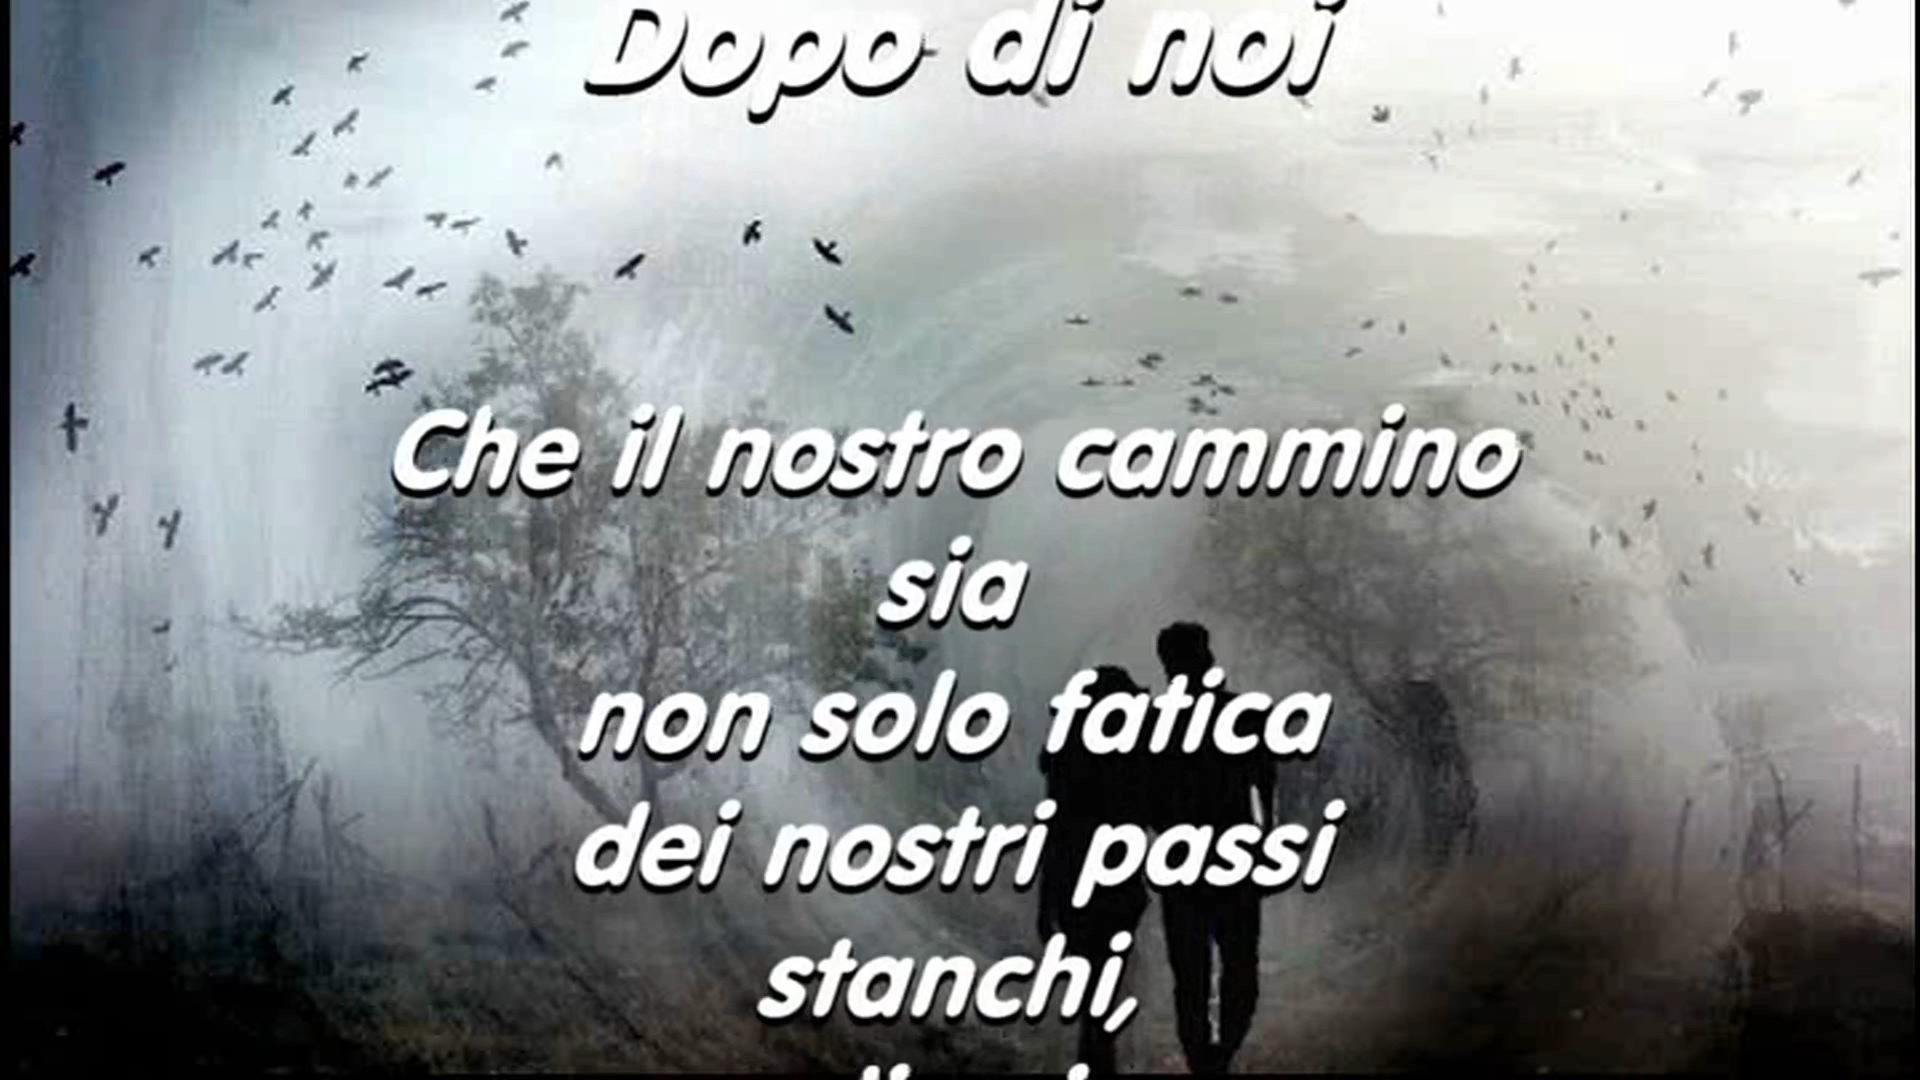 Dopo di noi
Che il nostro cammino
sia
non solo fatica
dei nostri passi
stanchi,